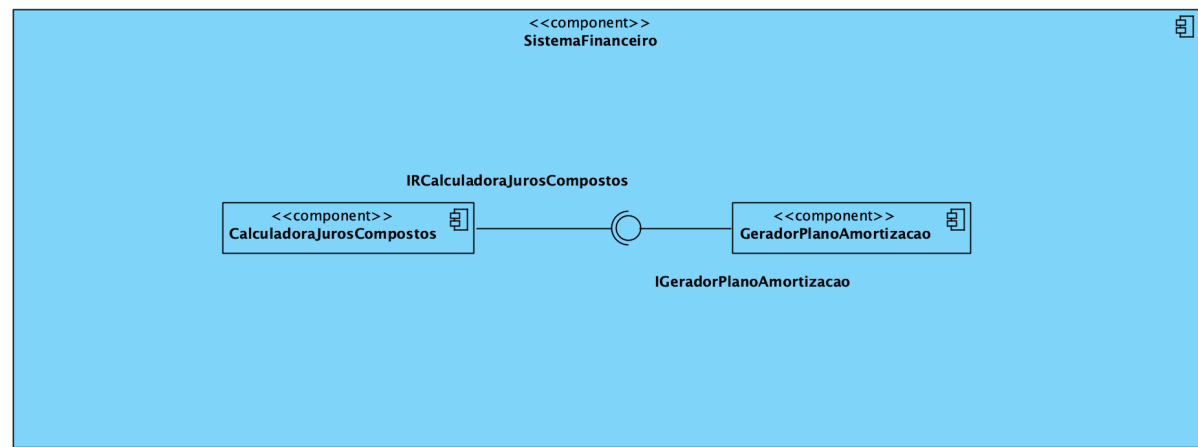 <<component>>
SistemaFinanceiro
IRCalculadoraJurosCompostos
<<component>>
CalculadoraJurosCompostos
<<component>>
GeradorPlanoAmortizacao
IGeradorPlanoAmortizacao